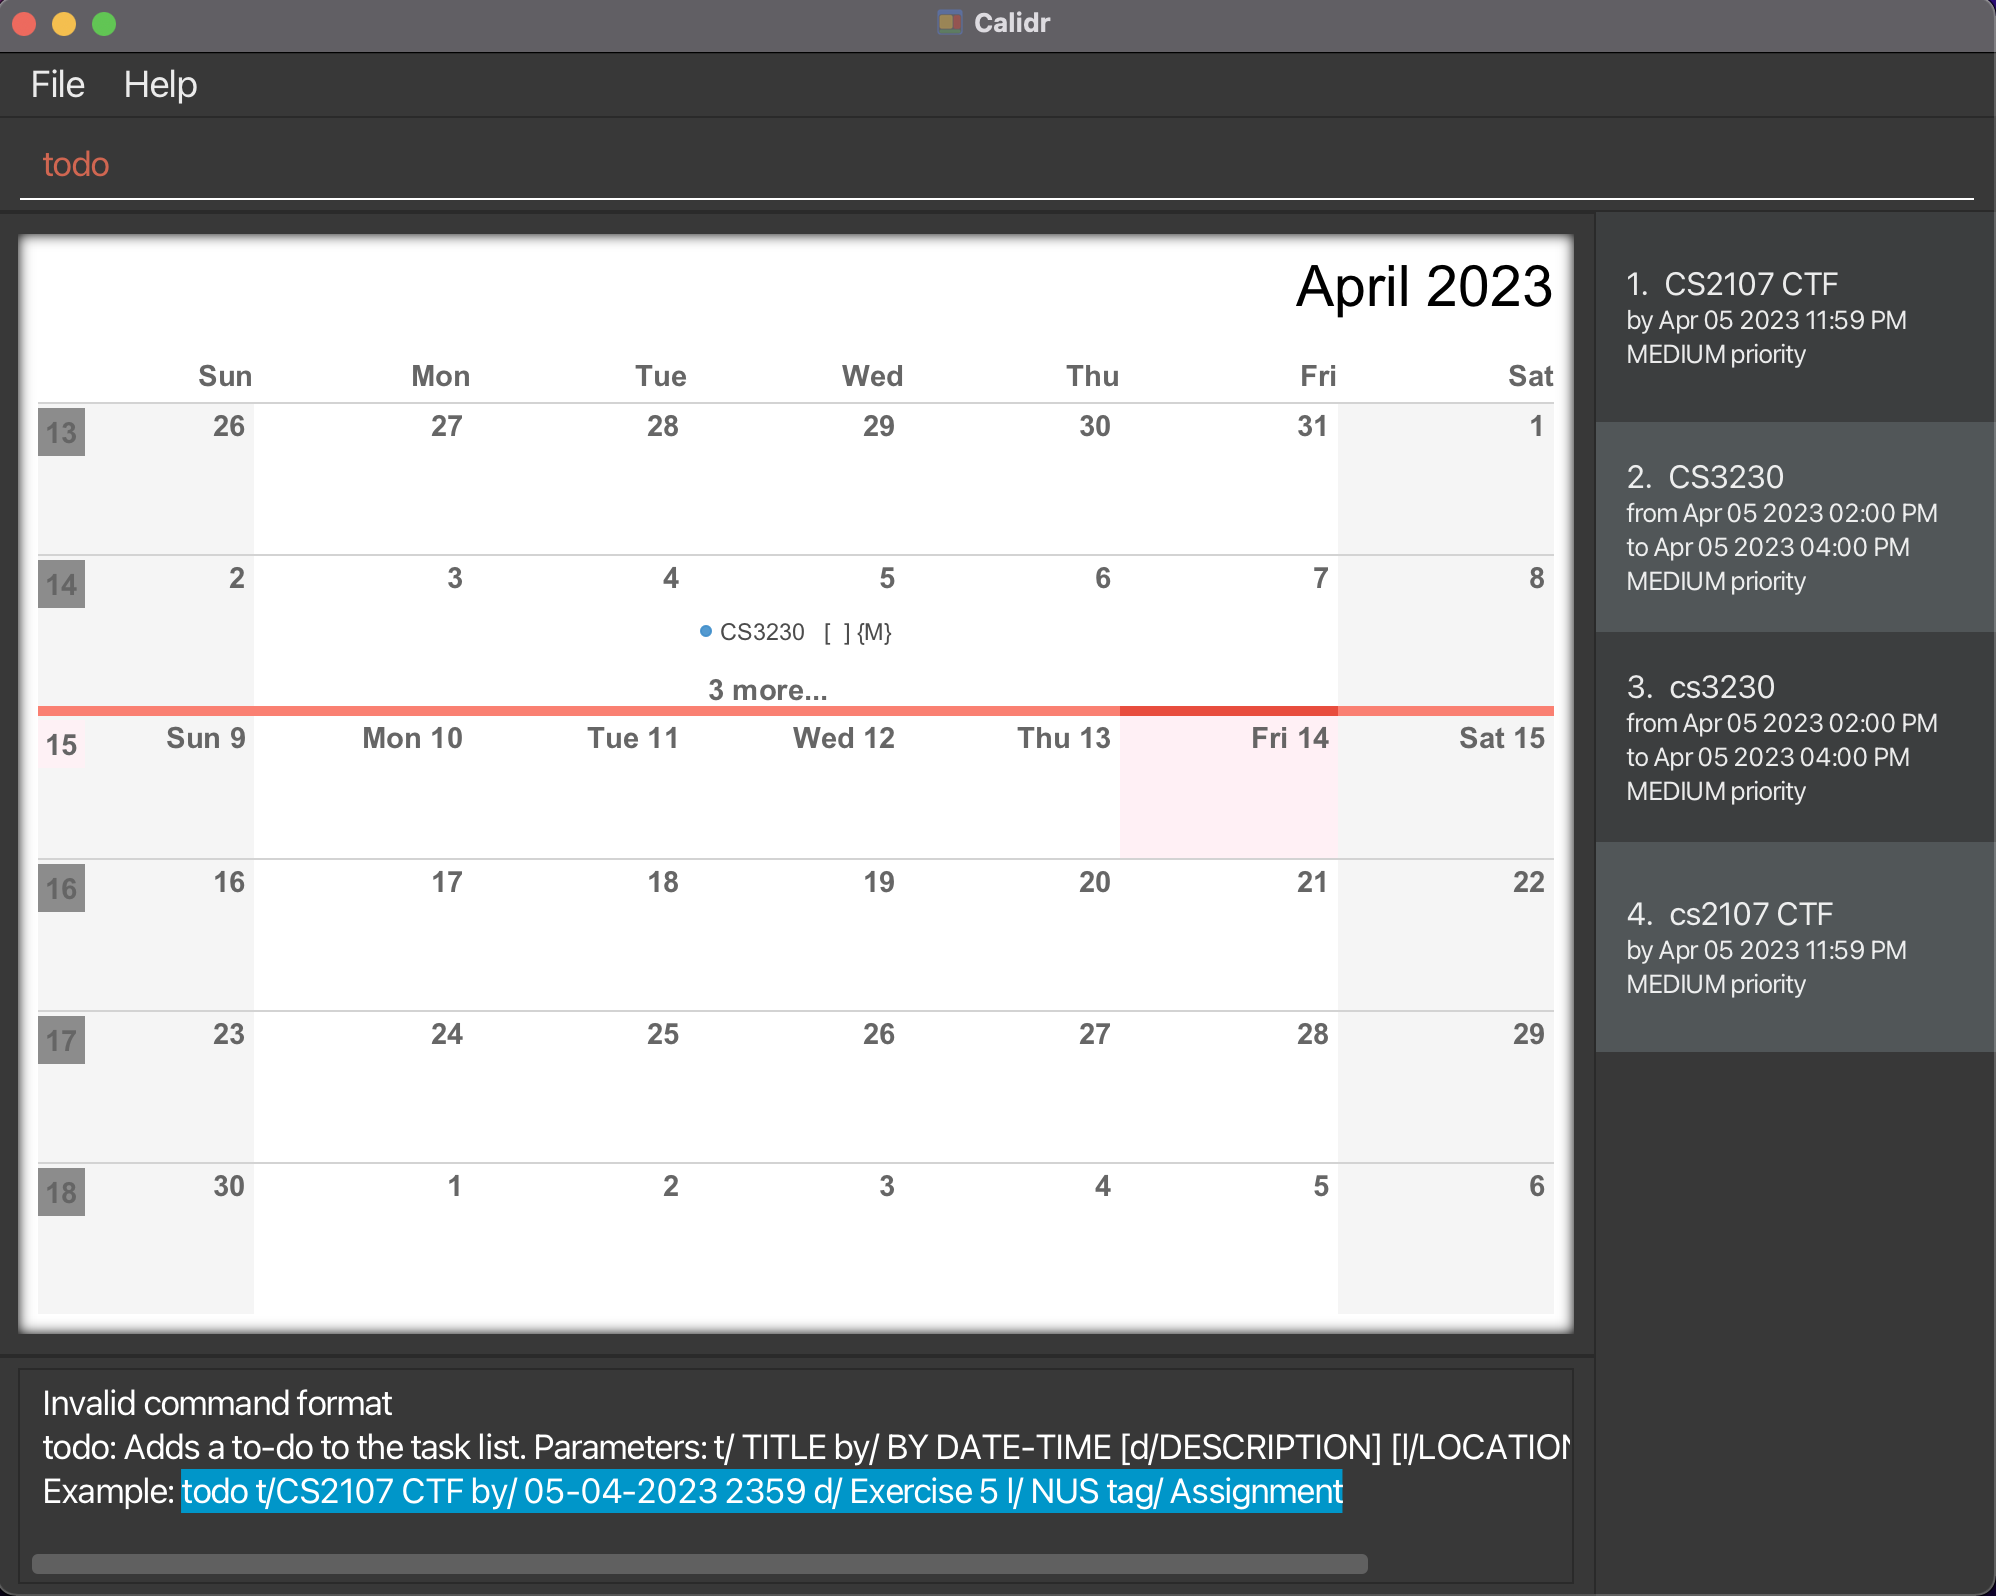 Calidr
File Help
todo
April 2023
Sun Mon Tue Wed Thu Fri Sat
13 26 27 28 29 30 31 1
14 2 3 4 5 6 7 8
CS3230 [ ] {M}
3 more...
15 Sun 9 Mon 10 Tue 11 Wed 12 Thu 13 Fri 14 Sat 15
16 16 17 18 19 20 21 22
17 23 24 25 26 27 28 29
18 30 1 2 3 4 5 6
1. CS2107 CTF
by Apr 05 2023 11:59 PM
MEDIUM priority
2. CS3230
from Apr 05 2023 02:00 PM
to Apr 05 2023 04:00 PM
MEDIUM priority
3. cs3230
from Apr 05 2023 02:00 PM
to Apr 05 2023 04:00 PM
MEDIUM priority
4. cs2107 CTF
by Apr 05 2023 11:59 PM
MEDIUM priority
Invalid command format
todo: Adds a to-do to the task list. Parameters: t/ TITLE by/ BY DATE-TIME [d/DESCRIPTION] [l/LOCATION
Example: todo t/CS2107 CTF by/ 05-04-2023 2359 d/ Exercise 5 l/ NUS tag/ Assignment